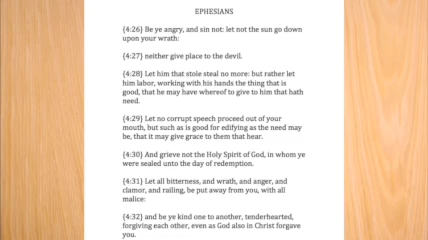 EPHESIANS
{4:26} Be ye angry, and sin not: let not the sun go down
upon your wrath:
{4:27} neither give place to the devil.
{4:28} Let him that stole steal no more: but rather let
him labor, working with his hands the thing that is
good, that he may have whereof to give to him that hath
need.
{4:29} Let no corrupt speech proceed out of your
mouth, but such as is good for edifying as the need may
be, that it may give grace to them that hear.
{4:30} And grieve not the Holy Spirit of God, in whom ye
were sealed unto the day of redemption.
{4:31} Let all bitterness, and wrath, and anger, and
clamor, and railing, be put away from you, with all
malice:
{4:32} and be ye kind one to another, tenderhearted,
forgiving each other, even as God also in Christ forgave
you.